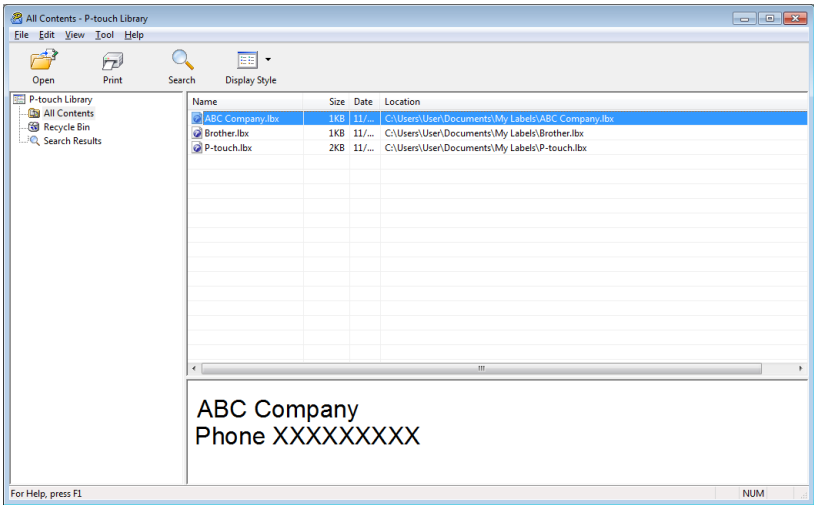 All Contents - P-touch Library
File Edit View Tool Help
Open Print Search Display Style
P-touch Library
All Contents
Recycle Bin
Search Results
Name Size Date Location
ABC Company.lbx 1KB 11/... C:\Users\User\Documents\My Labels\ABC Company.lbx
Brother.lbx 1KB 11/... C:\Users\User\Documents\My Labels\Brother.lbx
P-touch.lbx 2KB 11/... C:\Users\User\Documents\My Labels\P-touch.lbx
ABC Company
Phone XXXXXXXXX
For Help, press F1 NUM